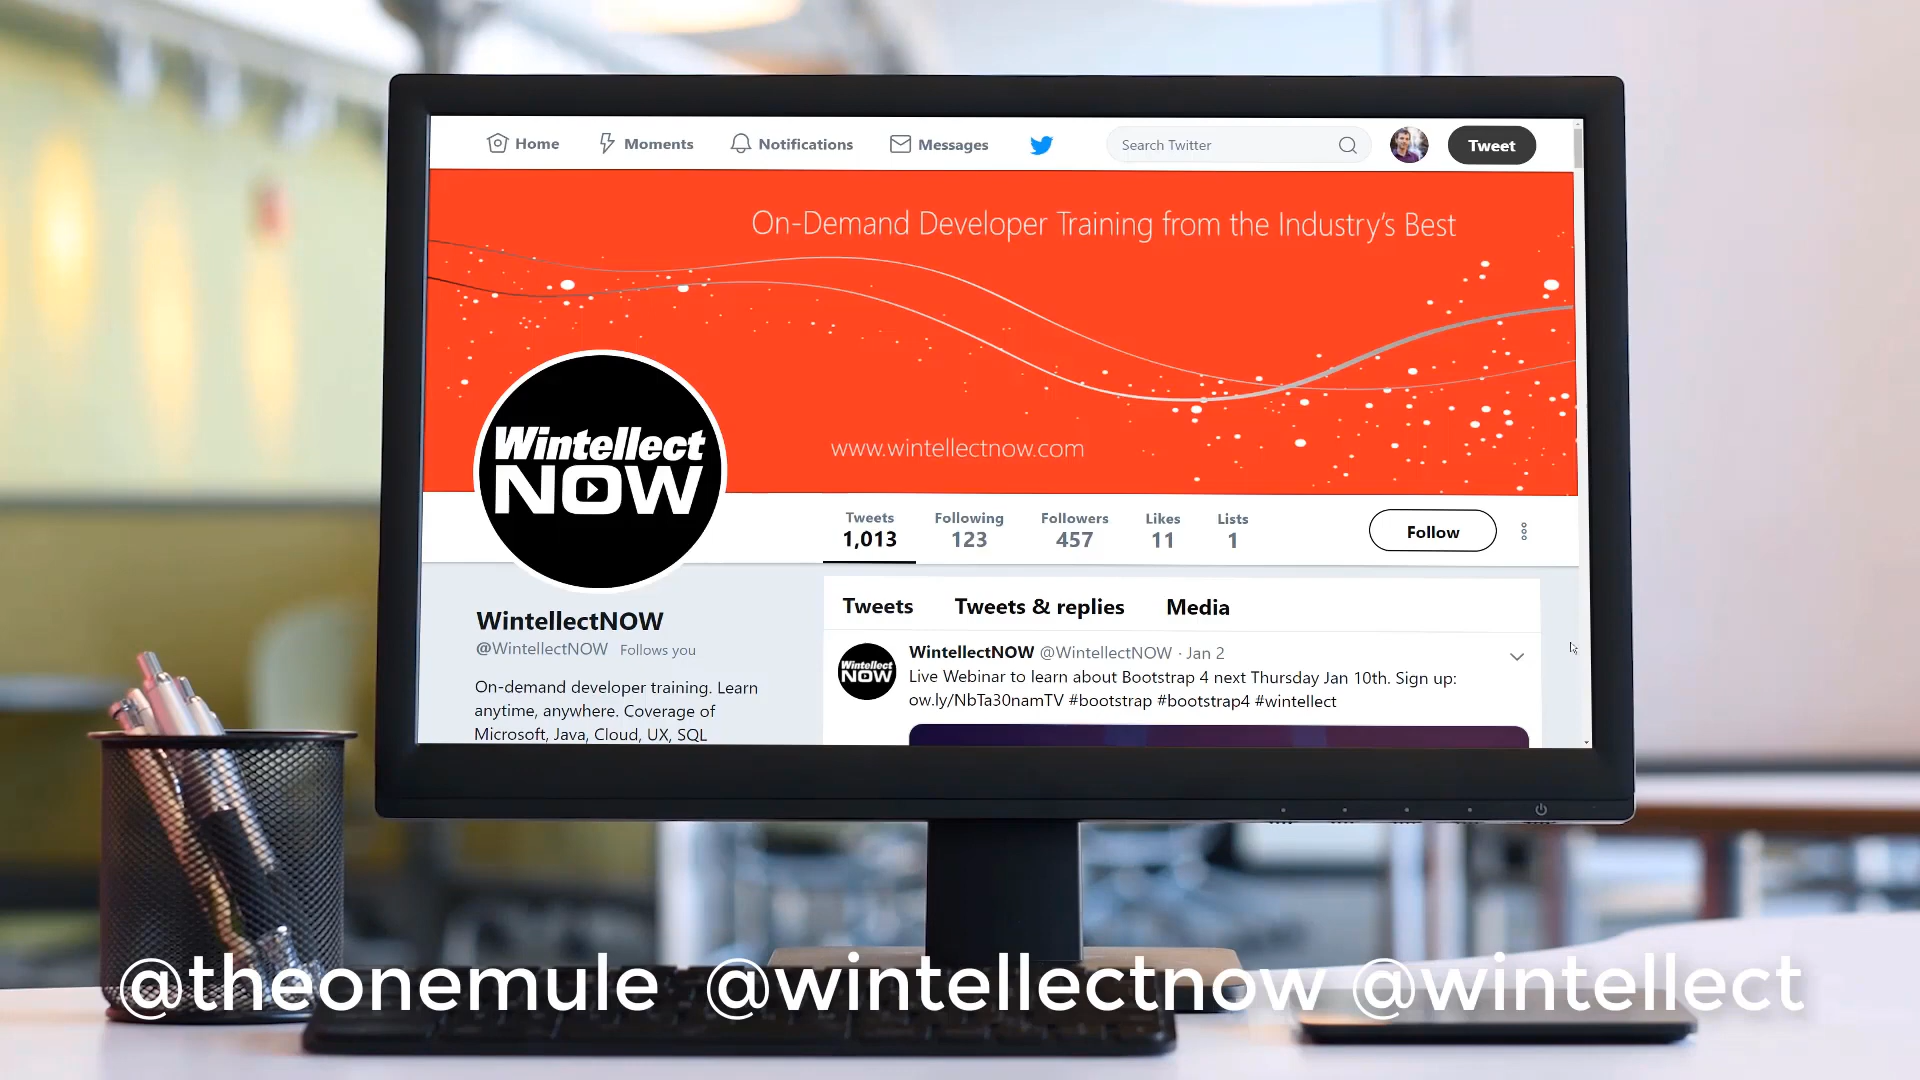 Home Moments Notifications Messages Search Twitter Tweet
On-Demand Developer Training from the Industry's Best
www.wintellectnow.com
Wintellect
NOW
Tweets Following Followers Likes Lists
1,013 123 457 11 1
Follow
WintellectNOW
@WintellectNOW Follows you
On-demand developer training. Learn
anytime, anywhere. Coverage of
Microsoft, Java, Cloud, UX, SQL
Tweets Tweets & replies Media
Wintellect
NOW
WintellectNOW @WintellectNOW · Jan 2
Live Webinar to learn about Bootstrap 4 next Thursday Jan 10th. Sign up:
ow.ly/NbTa30namTV #bootstrap #bootstrap4 #wintellect
@theonemule @wintellectnow @wintellect